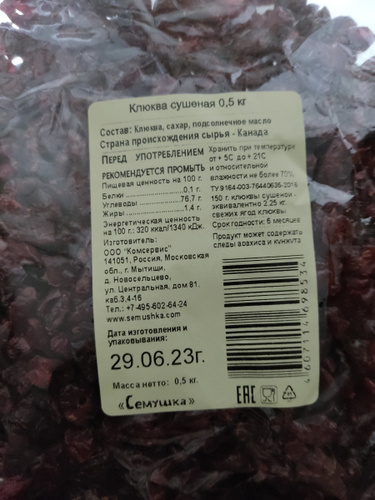 Клюква сушеная 0,5 кг
Состав: Клюква, сахар, подсолнечное масло
Страна происхождения сырья - Канада
ПЕРЕД УПОТРЕБЛЕНИЕМ
РЕКОМЕНДУЕТСЯ ПРОМЫТЬ
Пищевая ценность на 100 г.
Белки ............ 0,1 г.
Углеводы ............ 76,7 г.
Жиры ............ 1,4 г.
Энергетическая ценность
на 100 г.: 320 ккал/1340 кДж.
Изготовитель:
ООО "Комсервис"
141051, Россия, Московская
обл., г. Мытищи,
д. Новосельцево,
ул. Центральная, дом 81.
каб.3,4-16
Тел.: +7-495-602-64-24
www.semushka.com
Дата изготовления и
упаковывания:
29.06.23г.
Масса нетто: 0,5 кг.
«Семушка»
Хранить при температуре
от + 5С до + 21С
и относительной
влажности не более 70%
ТУ 9164-003-76440636-2016
150 г. клюквы сушеной -
эквивалентно 2.25 кг.
свежих ягод клюквы
Срок годности: 6 месяцев
Продукт может содержать
следы арахиса и кунжута
4607114698534
EAC